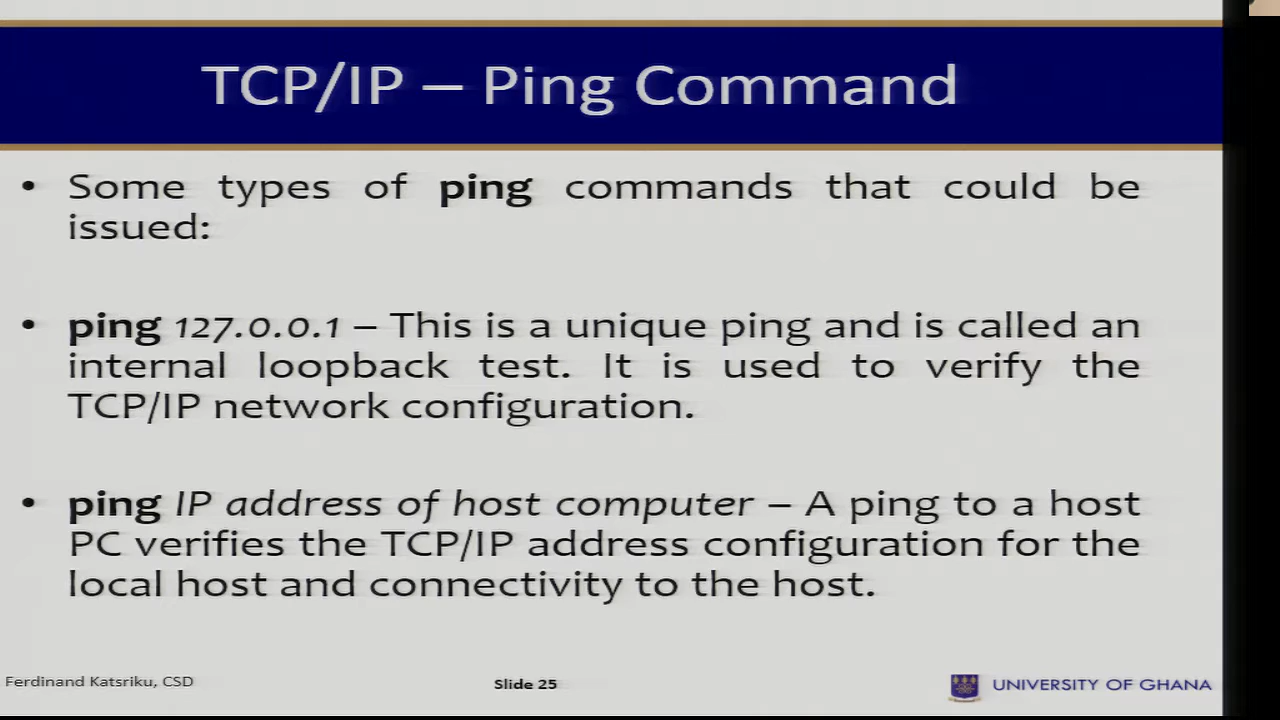 TCP/IP – Ping Command
• Some types of ping commands that could be
issued:
• ping 127.0.0.1 – This is a unique ping and is called an
internal loopback test. It is used to verify the
TCP/IP network configuration.
• ping IP address of host computer – A ping to a host
PC verifies the TCP/IP address configuration for the
local host and connectivity to the host.
Ferdinand Katsriku, CSD
Slide 25
UNIVERSITY OF GHANA